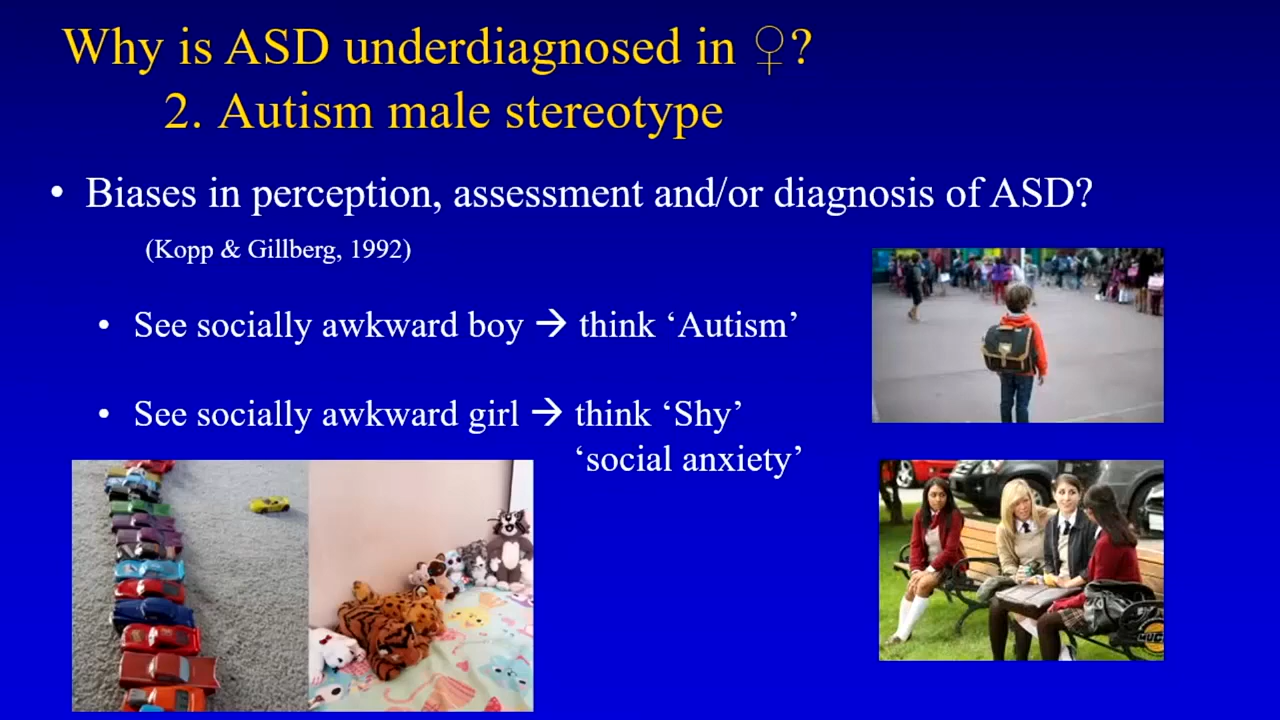 Why is ASD underdiagnosed in ♀?
2. Autism male stereotype
• Biases in perception, assessment and/or diagnosis of ASD?
(Kopp & Gillberg, 1992)
• See socially awkward boy → think ‘Autism’
• See socially awkward girl → think ‘Shy’
‘social anxiety’